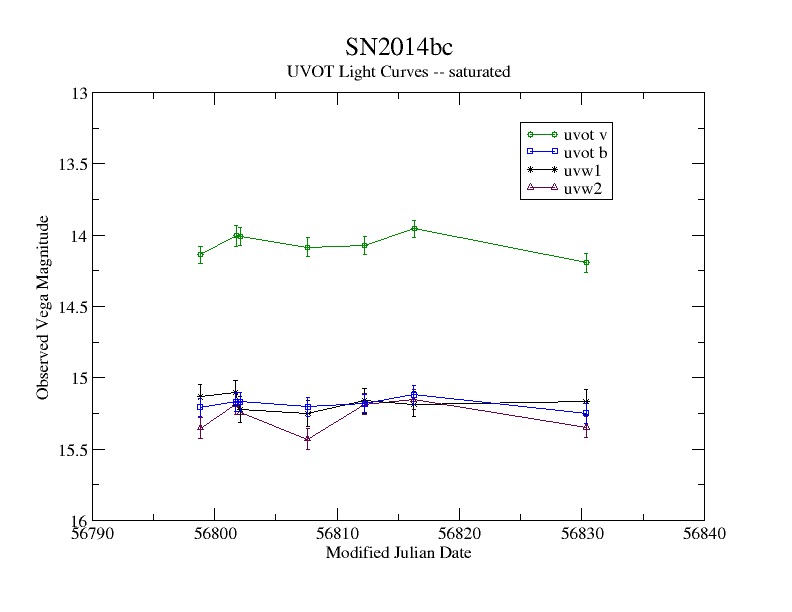 SN2014bc
UVOT Light Curves -- saturated
13
13.5
14
14.5
15
15.5
16
Observed Vega Magnitude
uvot v
uvot b
uvw1
uvw2
56790 56800 56810 56820 56830 56840
Modified Julian Date